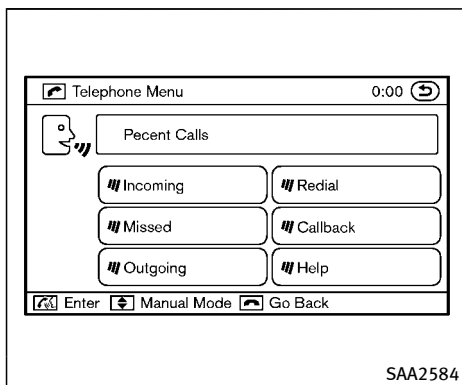 Telephone Menu 0:00
Pecent Calls
Incoming Redial
Missed Callback
Outgoing Help
Enter Manual Mode Go Back
SAA2584